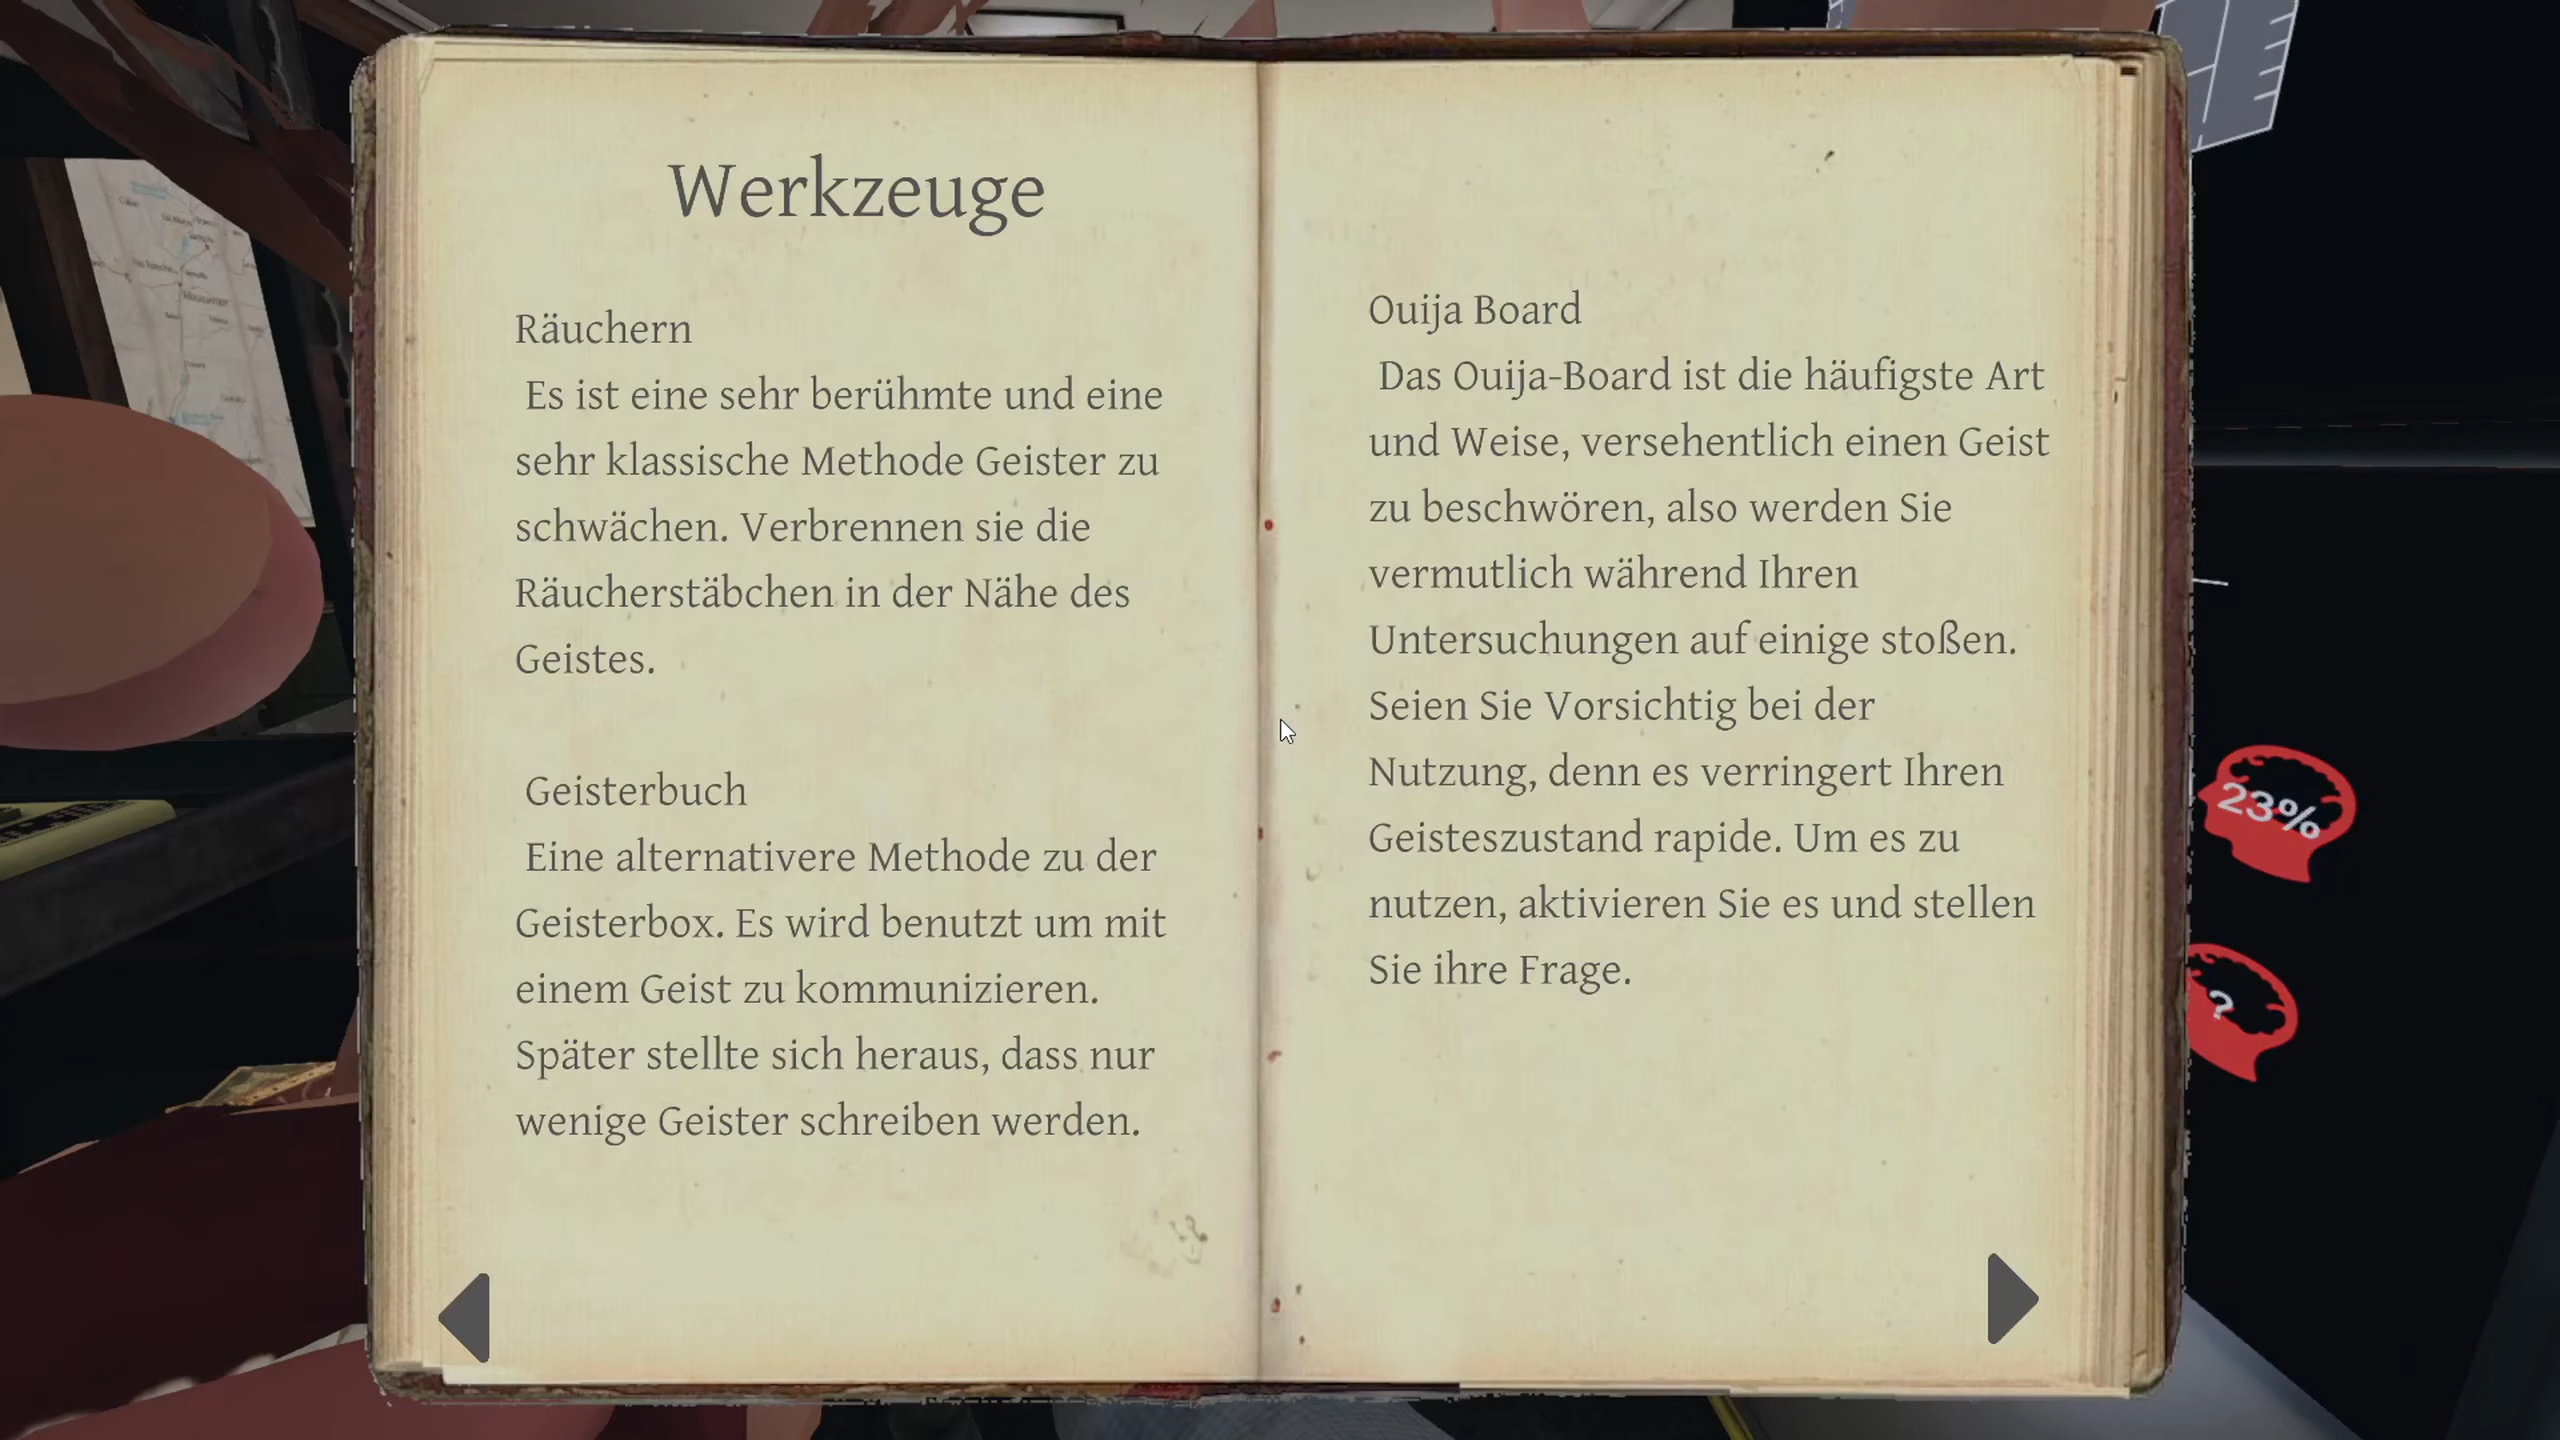 Werkzeuge
Räuchern
Es ist eine sehr berühmte und eine
sehr klassische Methode Geister zu
schwächen. Verbrennen sie die
Räucherstäbchen in der Nähe des
Geistes.
Geisterbuch
Eine alternativere Methode zu der
Geisterbox. Es wird benutzt um mit
einem Geist zu kommunizieren.
Später stellte sich heraus, dass nur
wenige Geister schreiben werden.
Ouija Board
Das Ouija-Board ist die häufigste Art
und Weise, versehentlich einen Geist
zu beschwören, also werden Sie
vermutlich während Ihren
Untersuchungen auf einige stoßen.
Seien Sie Vorsichtig bei der
Nutzung, denn es verringert Ihren
Geisteszustand rapide. Um es zu
nutzen, aktivieren Sie es und stellen
Sie ihre Frage.
23%
?